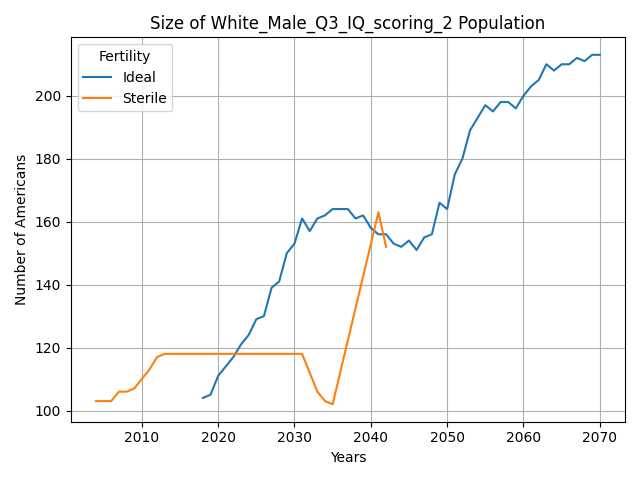 Size of White_Male_Q3_IQ_scoring_2 Population
Fertility
Ideal
Sterile
Number of Americans
200
180
160
140
120
100
2010 2020 2030 2040 2050 2060 2070
Years